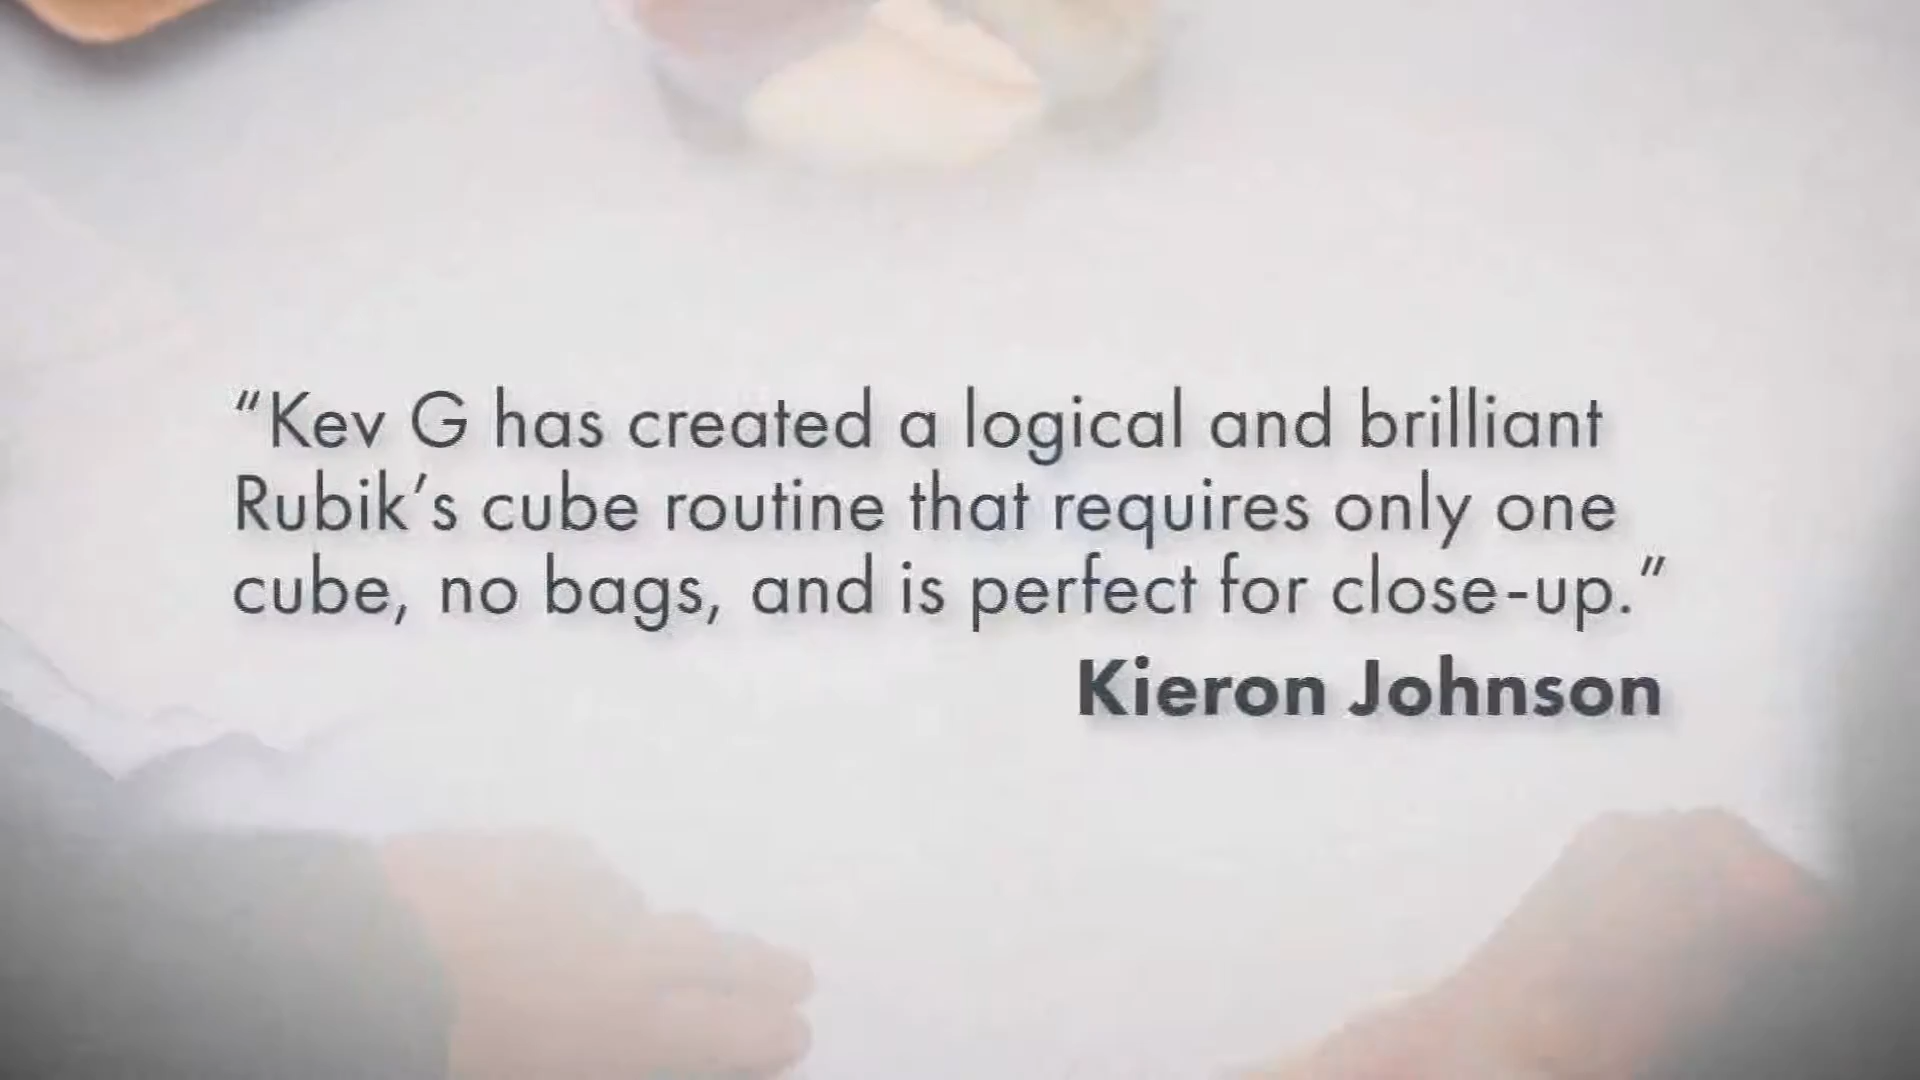 “Kev G has created a logical and brilliant
Rubik’s cube routine that requires only one
cube, no bags, and is perfect for close-up.”
Kieron Johnson